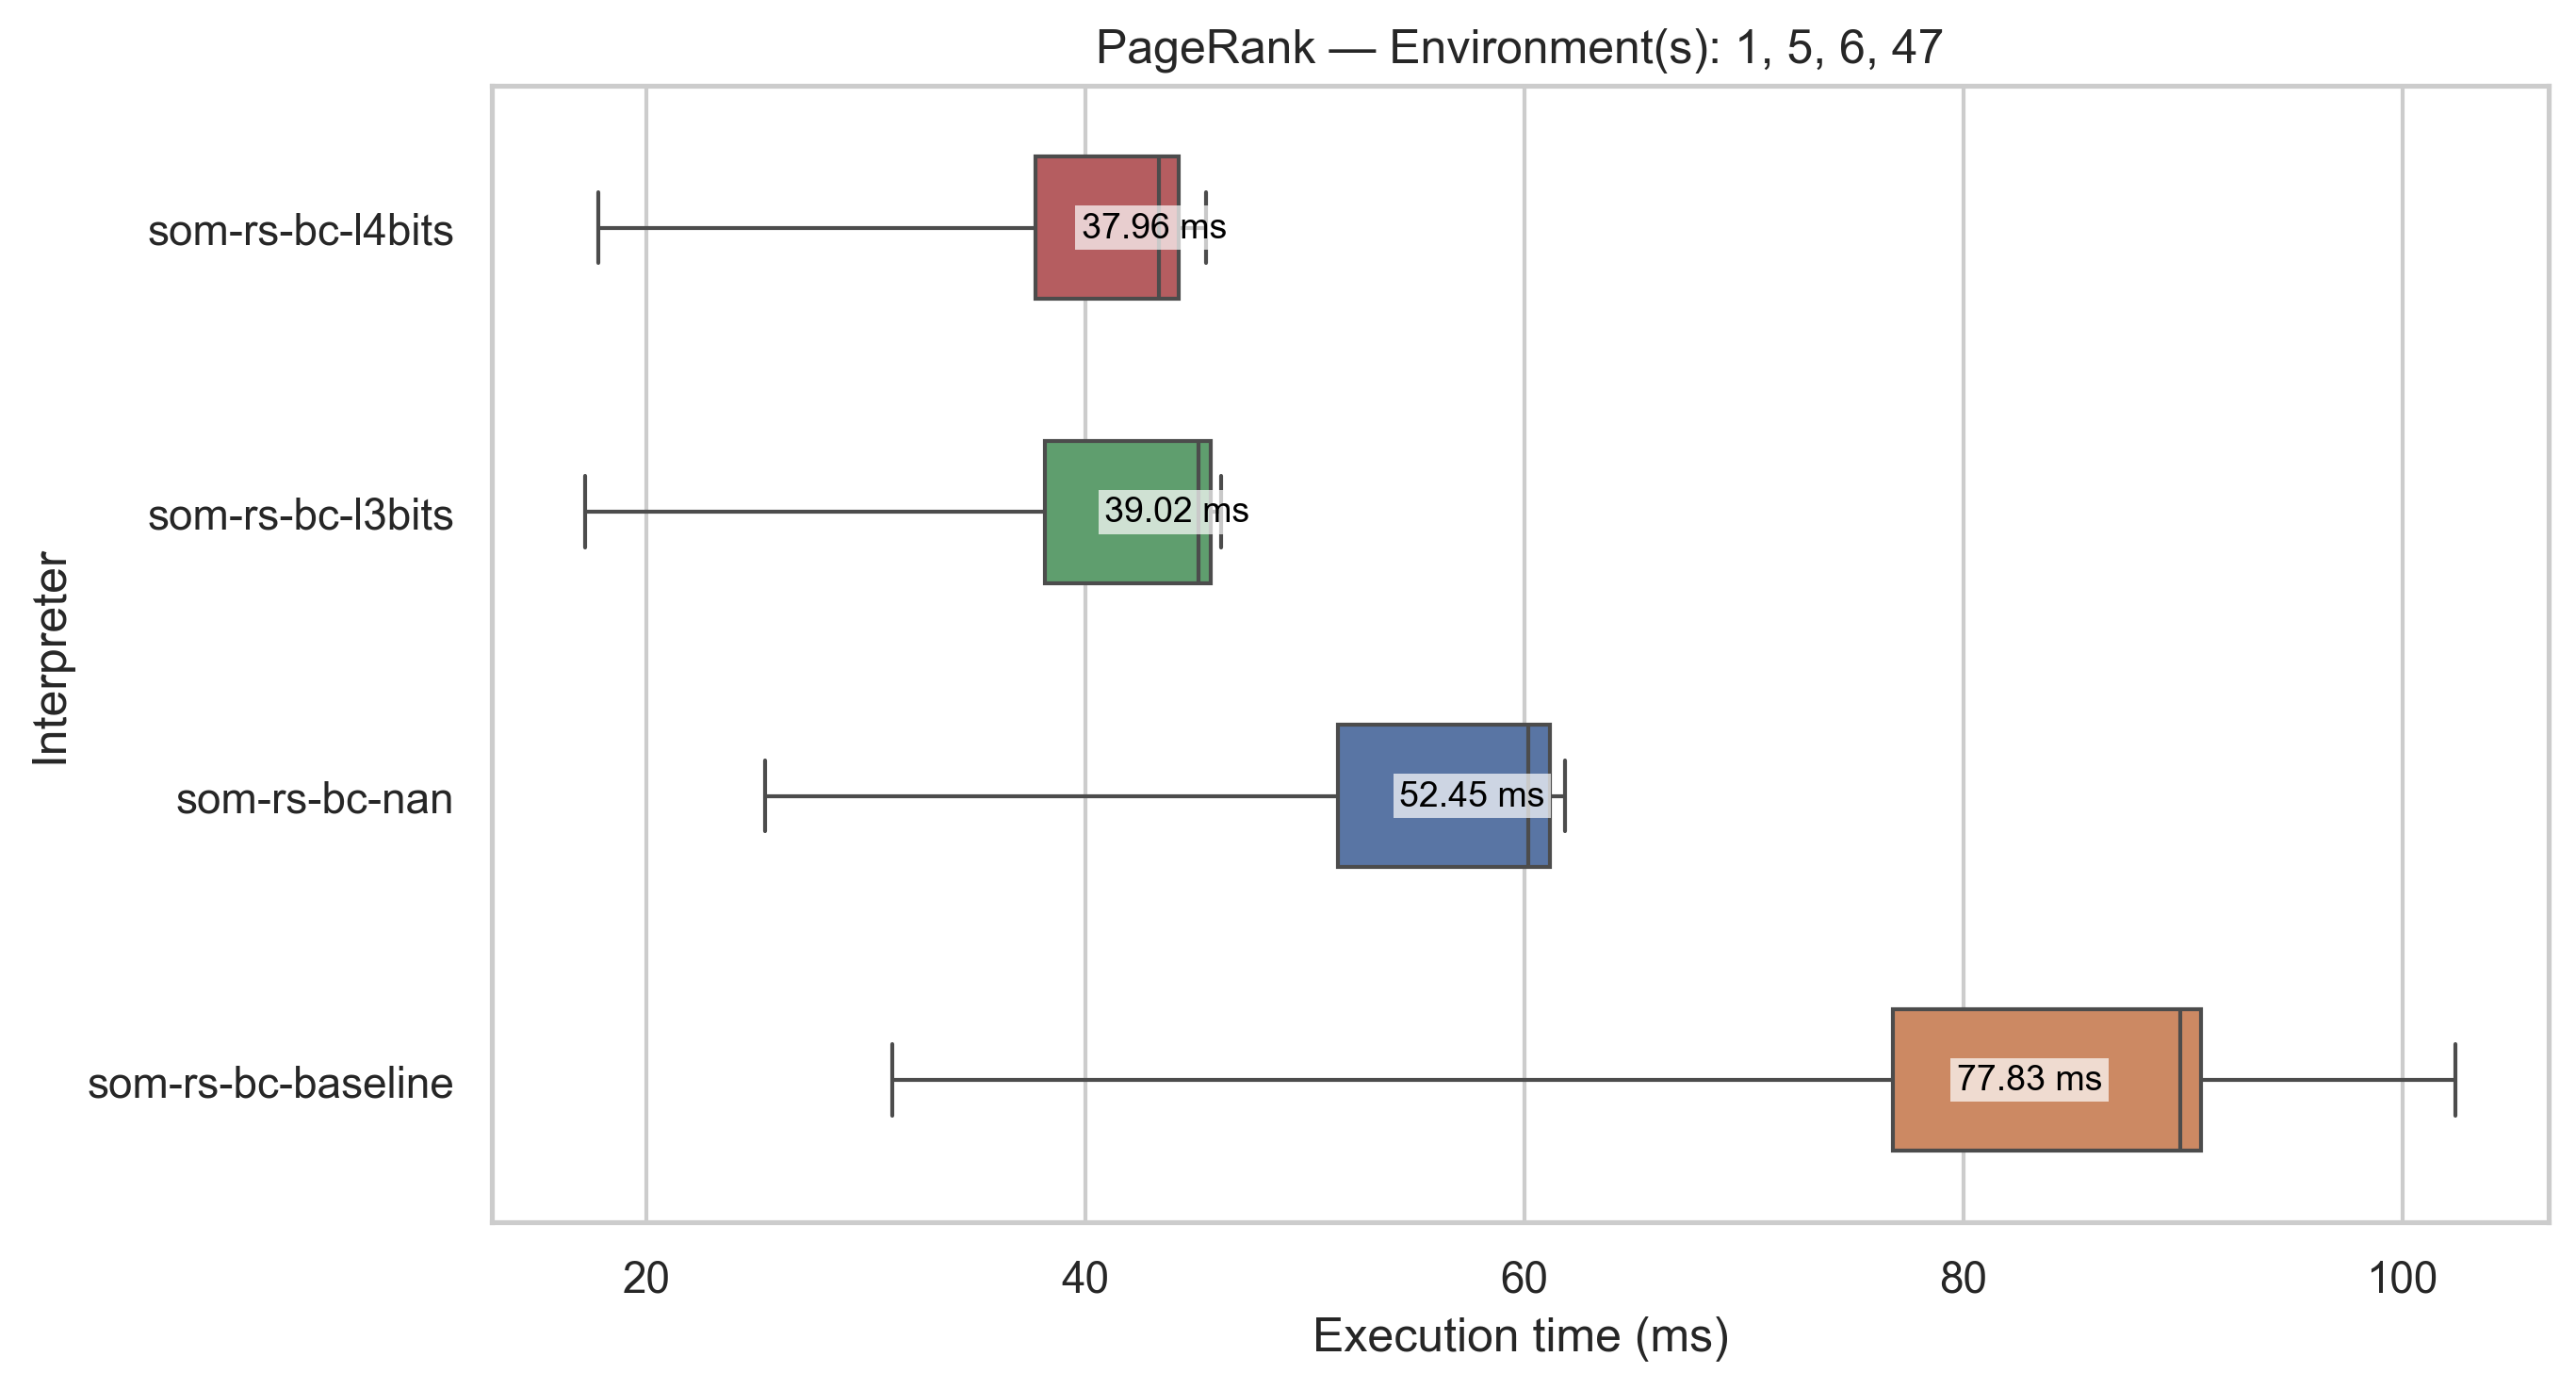 PageRank — Environment(s): 1, 5, 6, 47
som-rs-bc-l4bits
37.96 ms
som-rs-bc-l3bits
39.02 ms
som-rs-bc-nan
52.45 ms
som-rs-bc-baseline
77.83 ms
Interpreter
20 40 60 80 100
Execution time (ms)